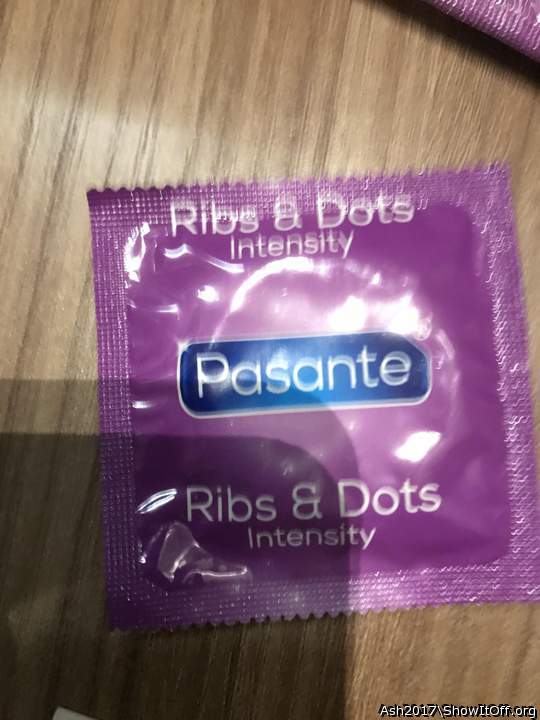 Ribs & Dots
Intensity
Pasante
Ribs & Dots
Intensity
Ash2017\ShowItOff.org